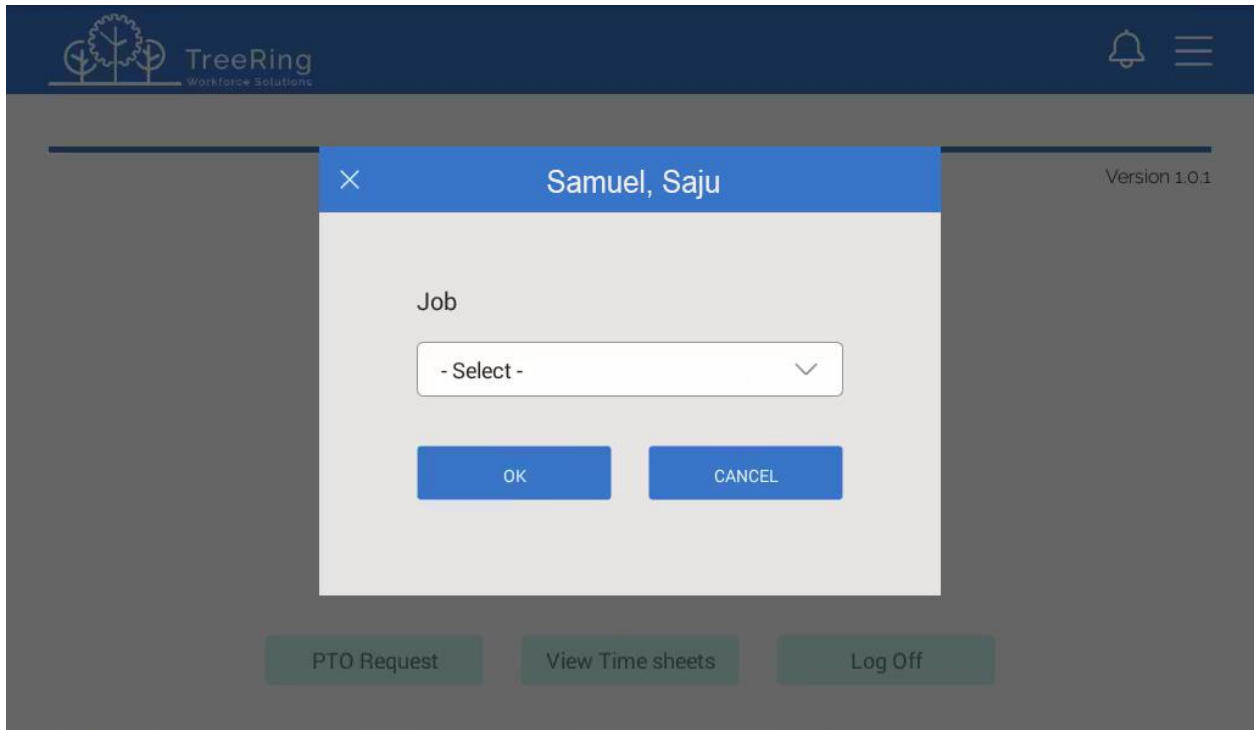 TreeRing
Workforce Solutions
Samuel, Saju
Version 1.0.1
Job
- Select -
OK CANCEL
PTO Request View Time sheets Log Off